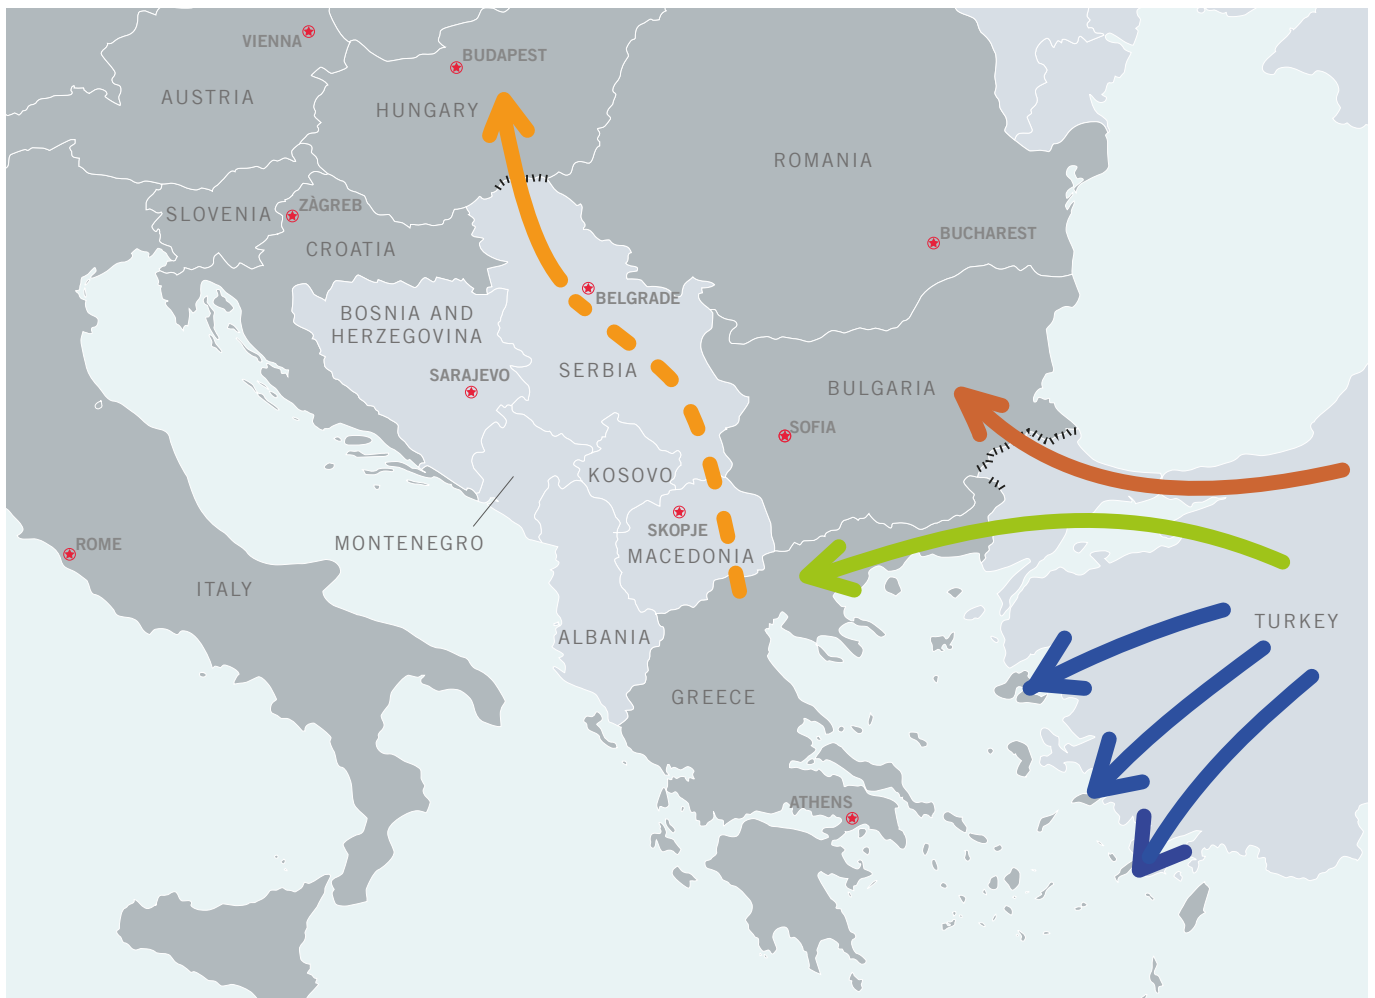 VIENNA
BUDAPEST
AUSTRIA
HUNGARY
ROMANIA
SLOVENIA
ZÀGREB
BUCHAREST
CROATIA
BELGRADE
BOSNIA AND
HERZEGOVINA
SARAJEVO
SERBIA
BULGARIA
SOFIA
KOSOVO
SKOPJE
MONTENEGRO
MACEDONIA
ROME
ITALY
TURKEY
ALBANIA
GREECE
ATHENS